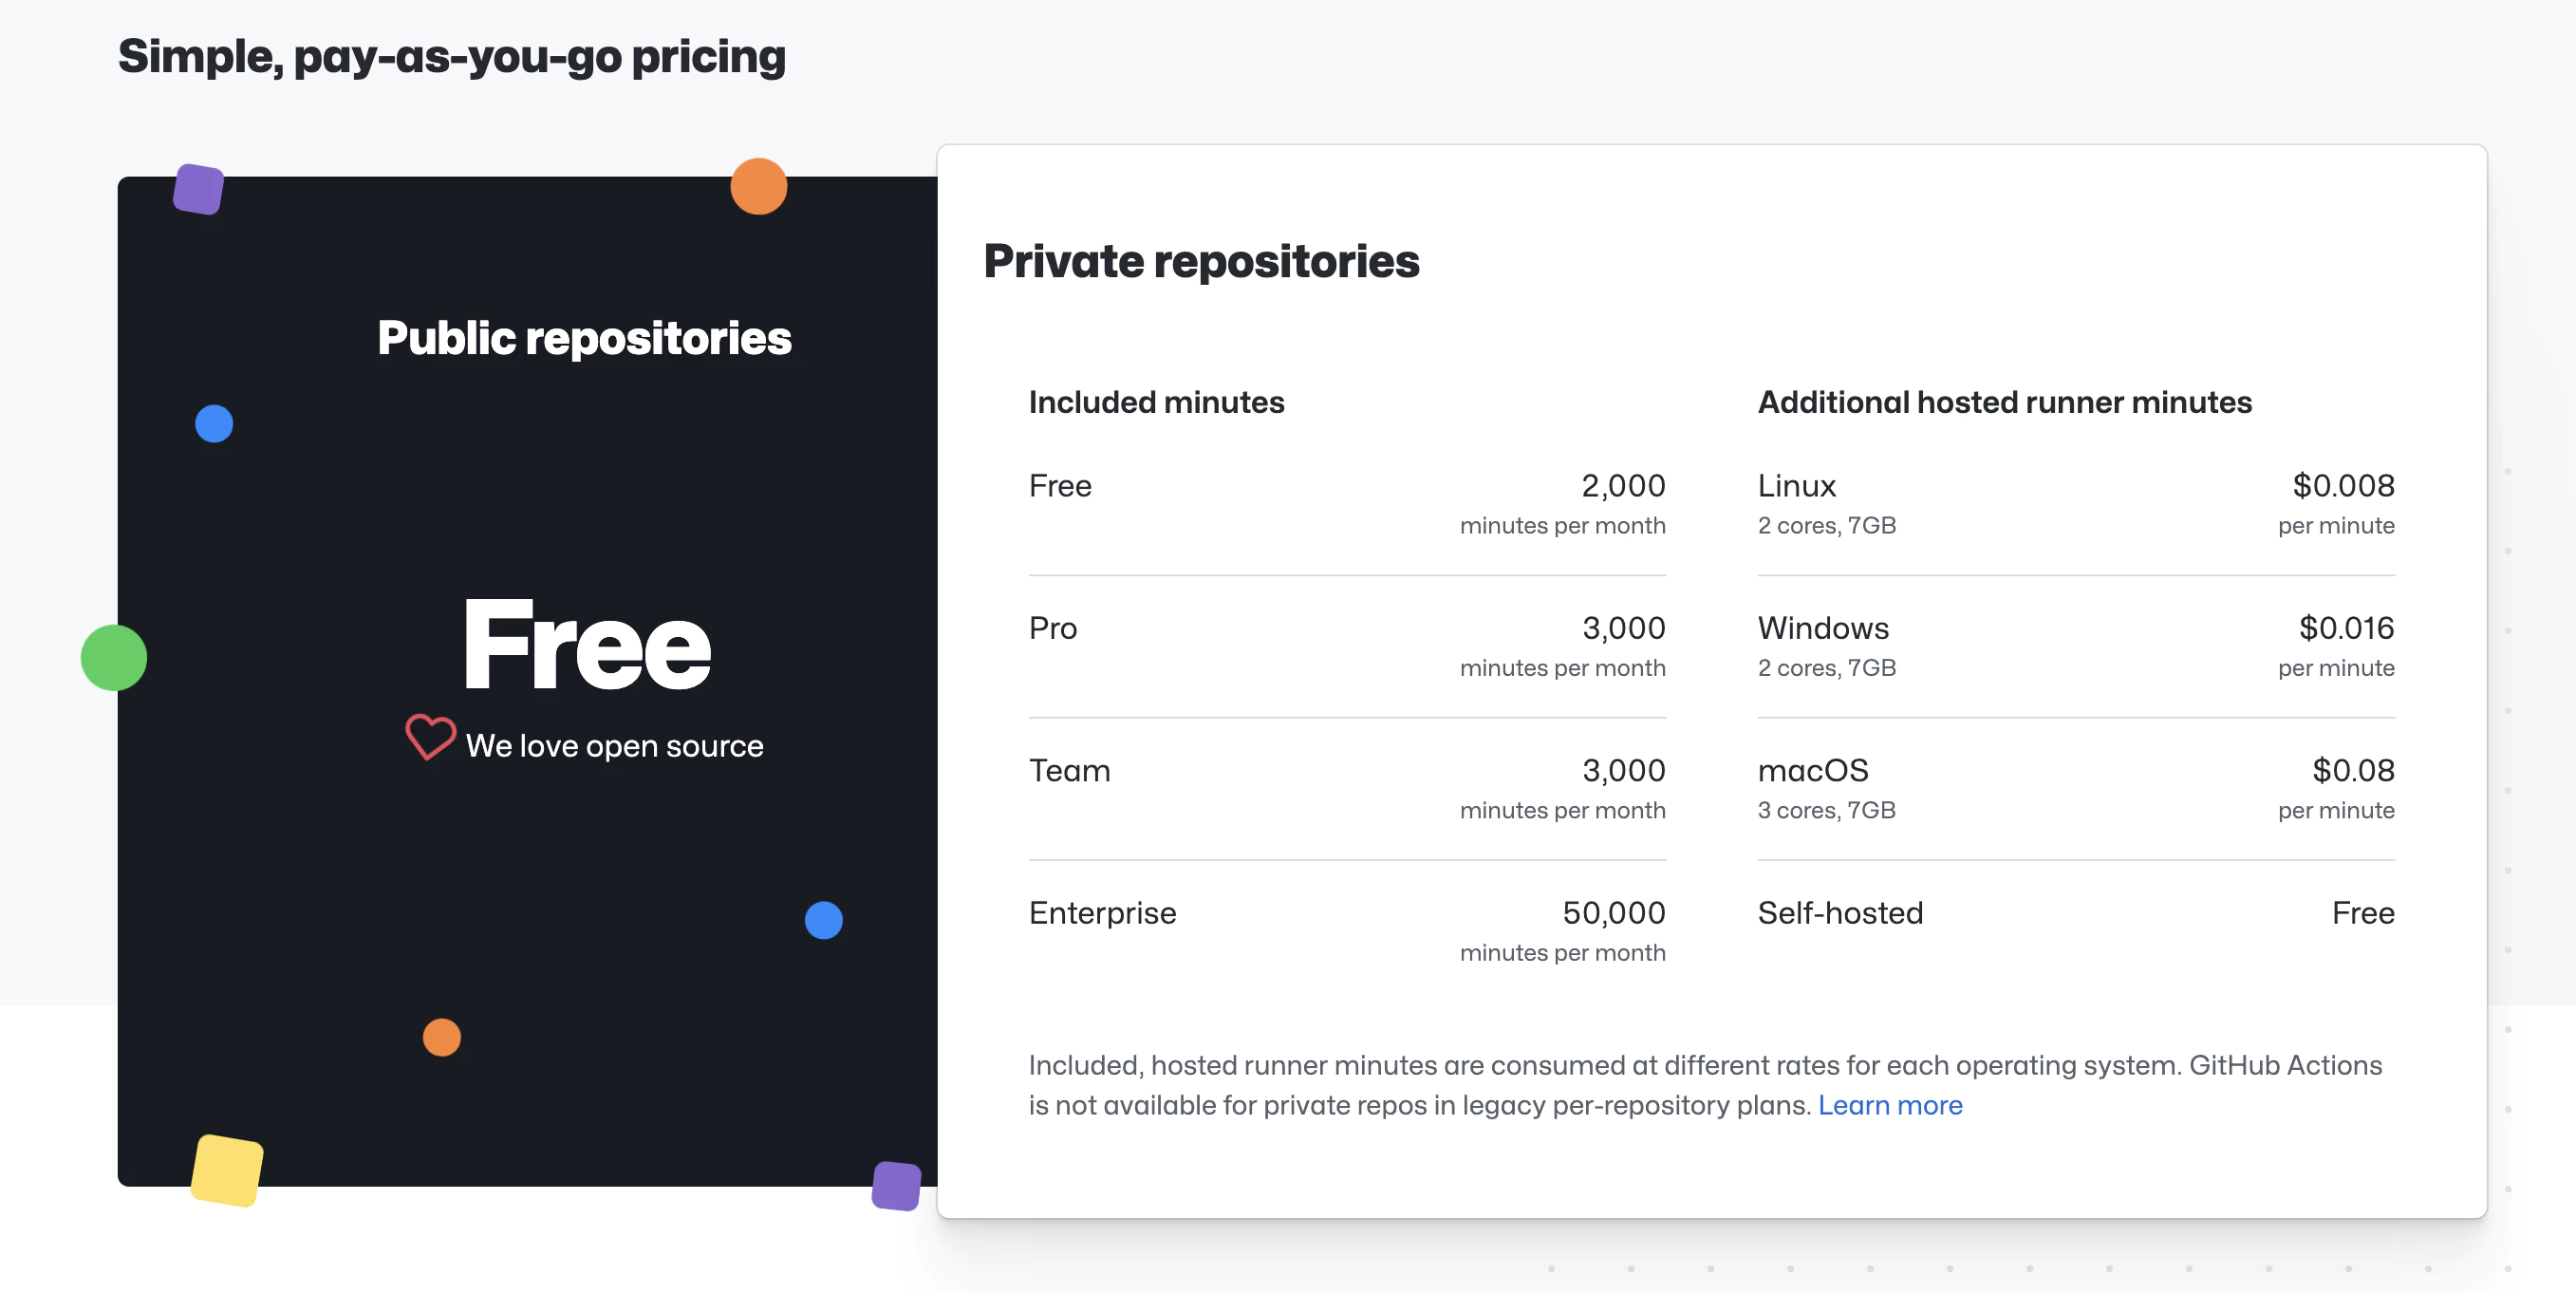 Simple, pay-as-you-go pricing
Public repositories
Free
We love open source
Private repositories
Included minutes
Free 2,000
minutes per month
Pro 3,000
minutes per month
Team 3,000
minutes per month
Enterprise 50,000
minutes per month
Additional hosted runner minutes
Linux $0.008
2 cores, 7GB per minute
Windows $0.016
2 cores, 7GB per minute
macOS $0.08
3 cores, 7GB per minute
Self-hosted Free
Included, hosted runner minutes are consumed at different rates for each operating system. GitHub Actions
is not available for private repos in legacy per-repository plans. Learn more